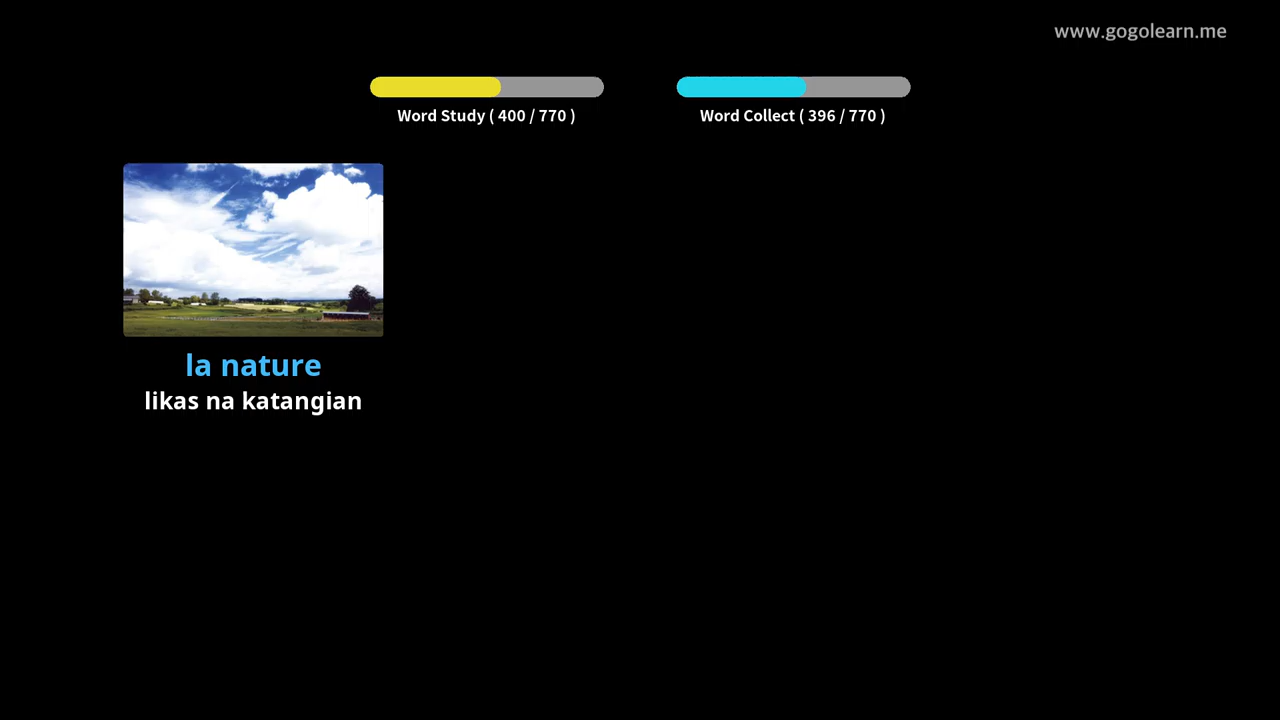 www.gogolearn.me
Word Study ( 400 / 770 )
Word Collect ( 396 / 770 )
la nature
likas na katangian